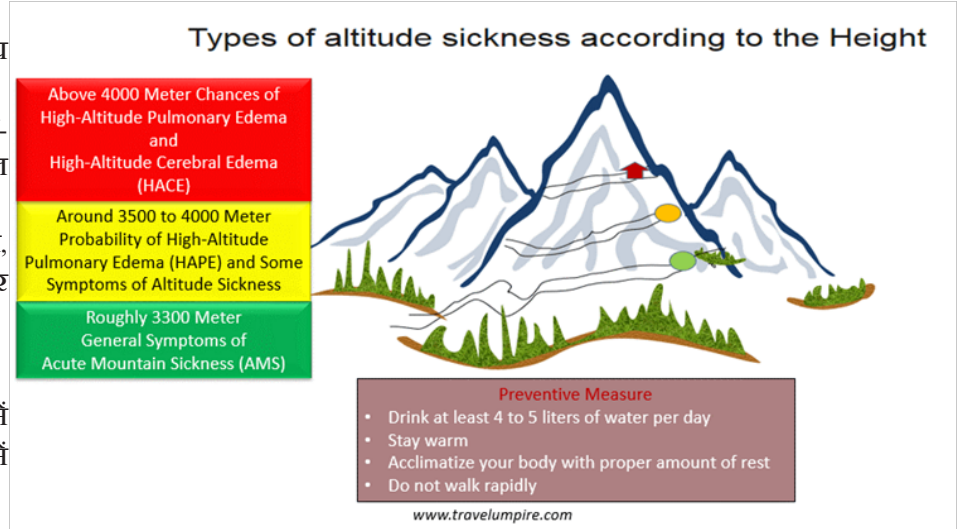 Types of altitude sickness according to the Height
Above 4000 Meter Chances of
High-Altitude Pulmonary Edema
and
High-Altitude Cerebral Edema
(HACE)
Around 3500 to 4000 Meter
Probability of High-Altitude
Pulmonary Edema (HAPE) and Some
Symptoms of Altitude Sickness
Roughly 3300 Meter
General Symptoms of
Acute Mountain Sickness (AMS)
Preventive Measure
• Drink at least 4 to 5 liters of water per day
• Stay warm
• Acclimatize your body with proper amount of rest
• Do not walk rapidly
www.travelumpire.com